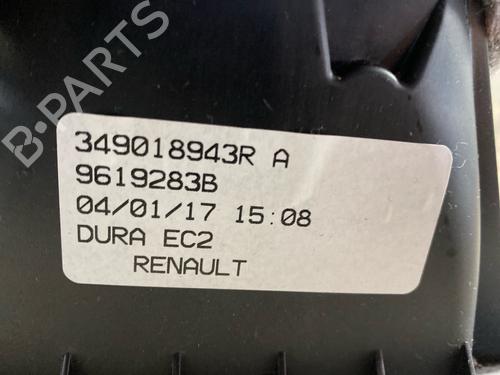 B-PARTS
349018943R A
9619283B
04/01/17 15:08
DURA EC2
RENAULT